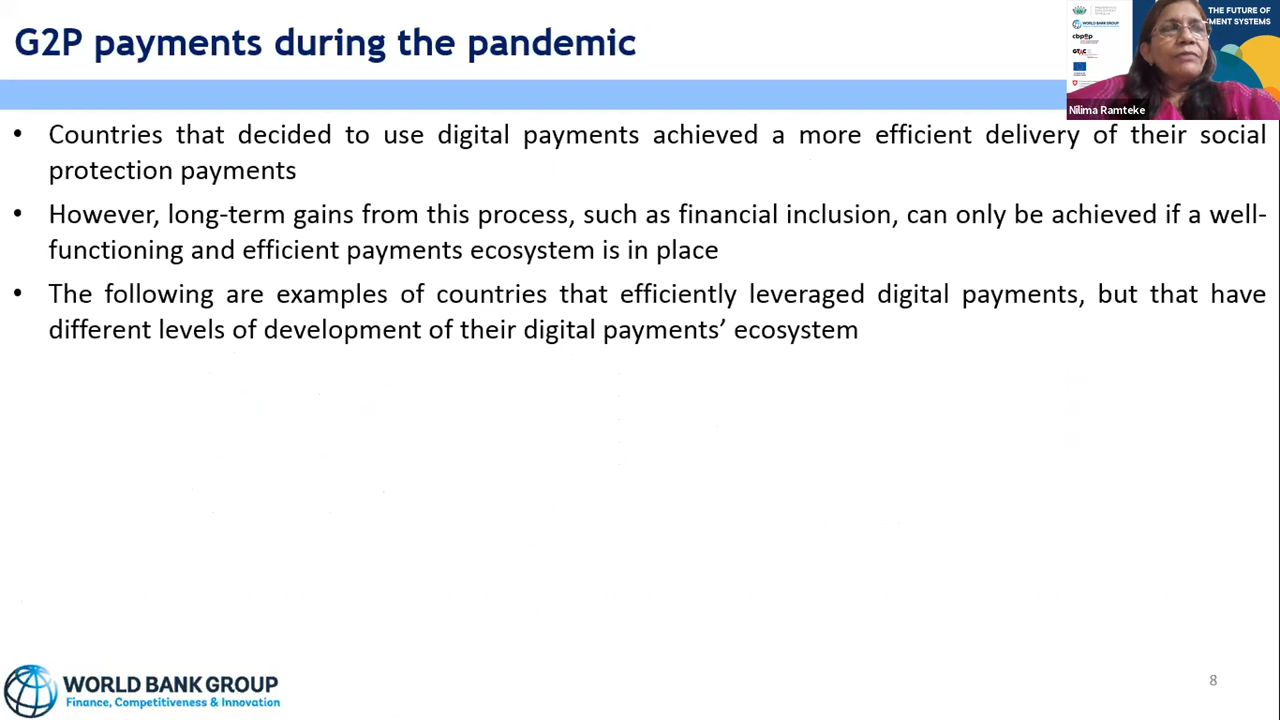 G2P payments during the pandemic
THE FUTURE OF
MENT SYSTEMS
WORLD BANK GROUP
cbpep
GTAC
Nilima Ramteke
• Countries that decided to use digital payments achieved a more efficient delivery of their social
protection payments
• However, long-term gains from this process, such as financial inclusion, can only be achieved if a well-
functioning and efficient payments ecosystem is in place
• The following are examples of countries that efficiently leveraged digital payments, but that have
different levels of development of their digital payments’ ecosystem
WORLD BANK GROUP
Finance, Competitiveness & Innovation
8